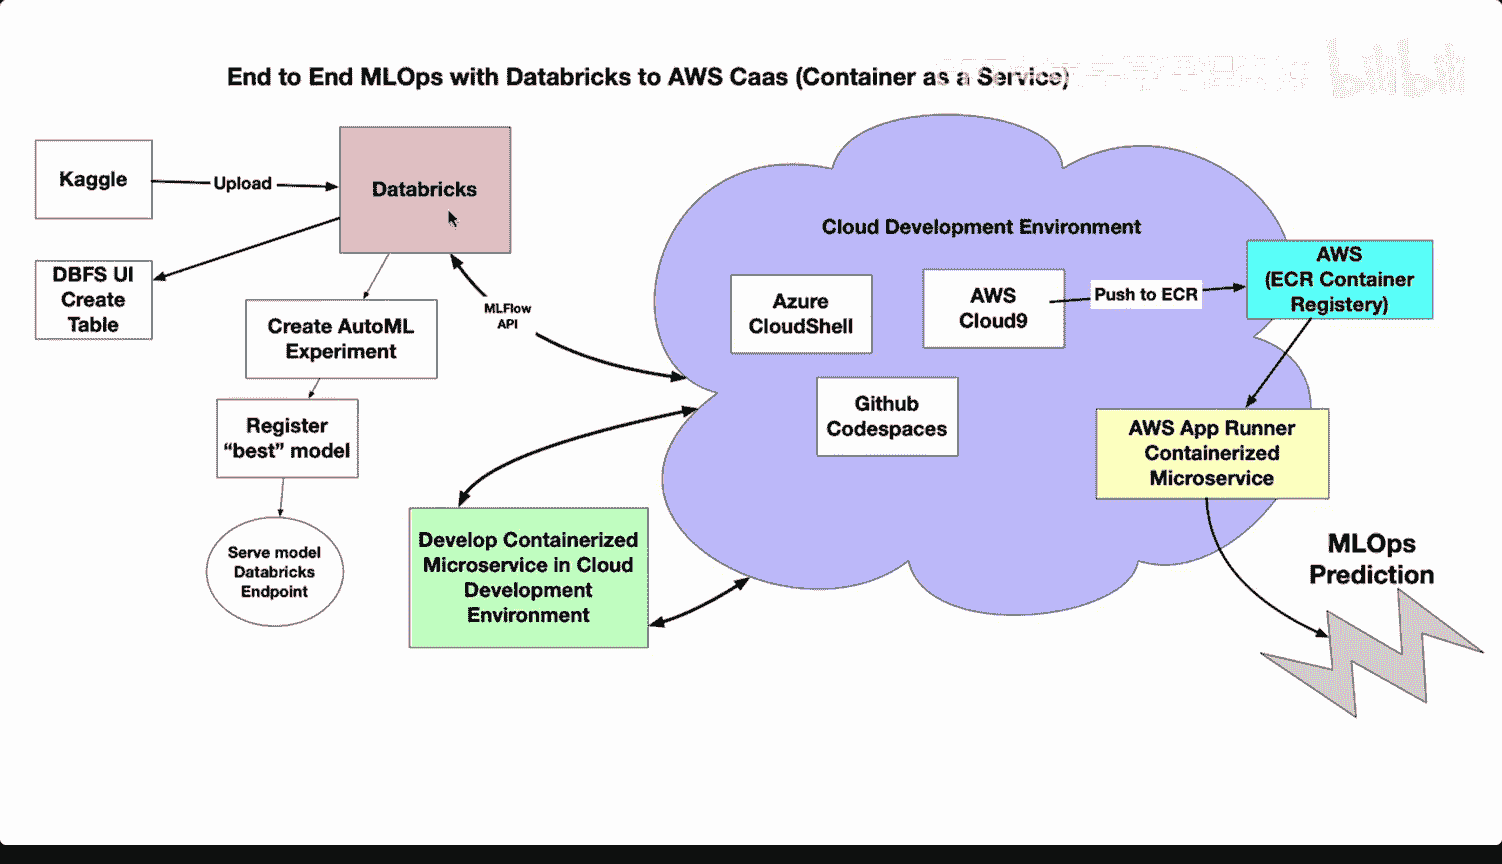 End to End MLOps with Databricks to AWS Caas (Container as a Service)
Kaggle
Upload
Databricks
DBFS UI
Create
Table
Create AutoML
Experiment
Register
“best” model
Serve model
Databricks
Endpoint
MLFlow
API
Develop Containerized
Microservice in Cloud
Development
Environment
Cloud Development Environment
Azure
CloudShell
AWS
Cloud9
Github
Codespaces
Push to ECR
AWS
(ECR Container
Registery)
AWS App Runner
Containerized
Microservice
MLOps
Prediction